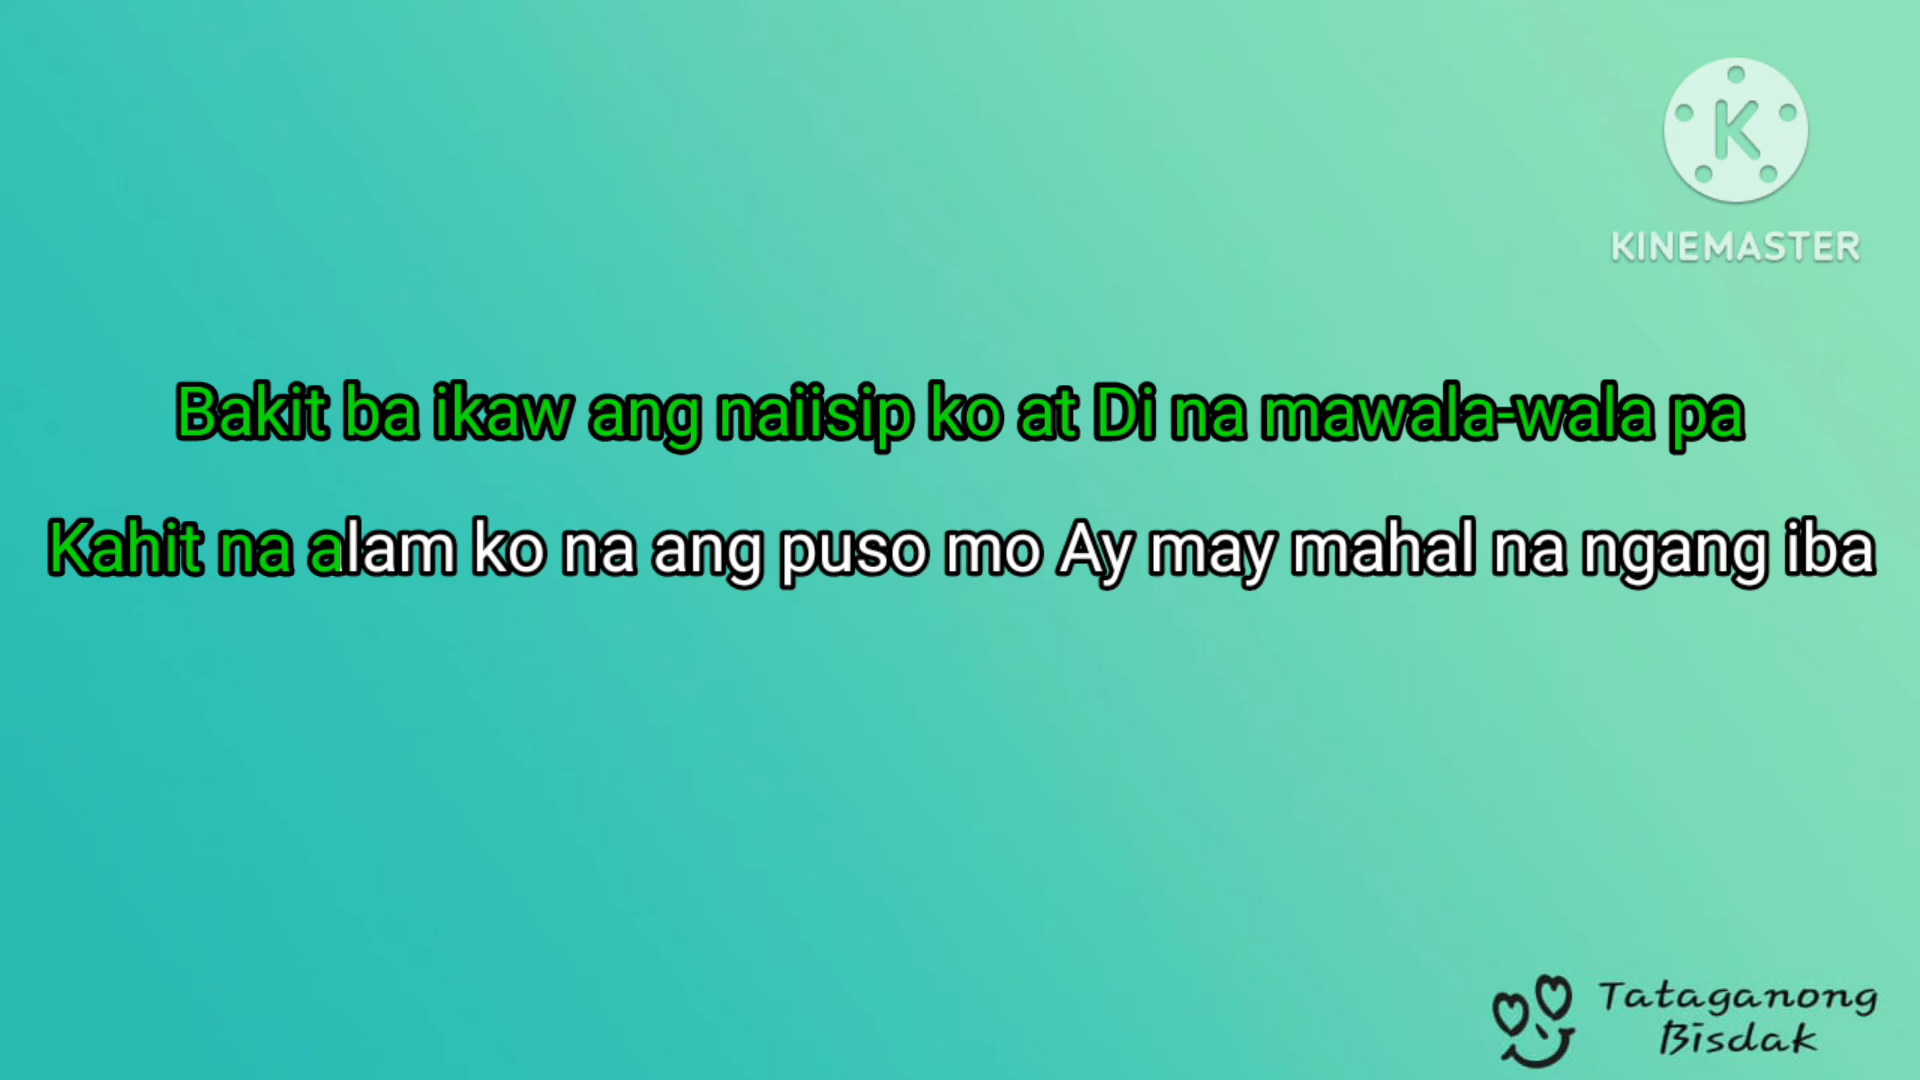 K
KINEMASTER
Bakit ba ikaw ang naiisip ko at Di na mawala-wala pa
Kahit na alam ko na ang puso mo Ay may mahal na ngang iba
Tataganong
Bisdak